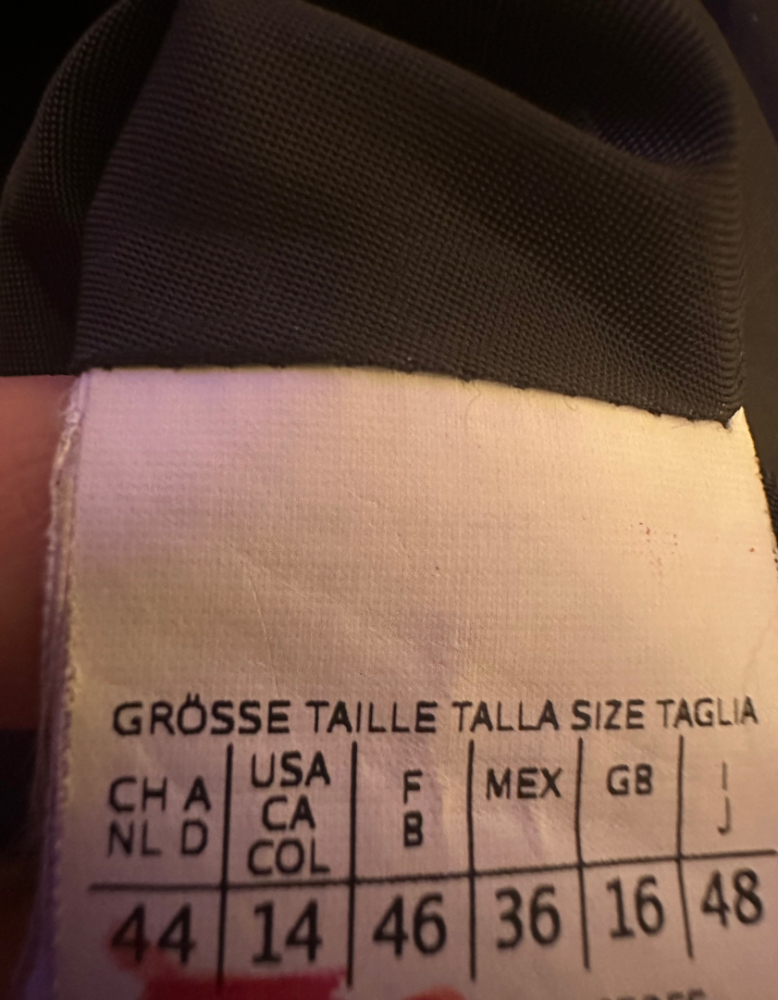 GRÖSSE TAILLE TALLA SIZE TAGLIA
CH A USA F MEX GB I
NL D CA B J
COL
44 14 46 36 16 48